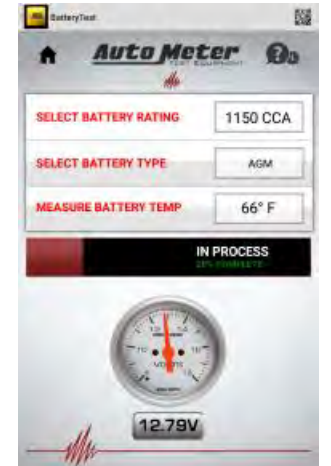 BatteryTest
Auto Meter
TEST EQUIPMENT
SELECT BATTERY RATING 1150 CCA
SELECT BATTERY TYPE AGM
MEASURE BATTERY TEMP 66° F
IN PROCESS
VOLTS
12.79V